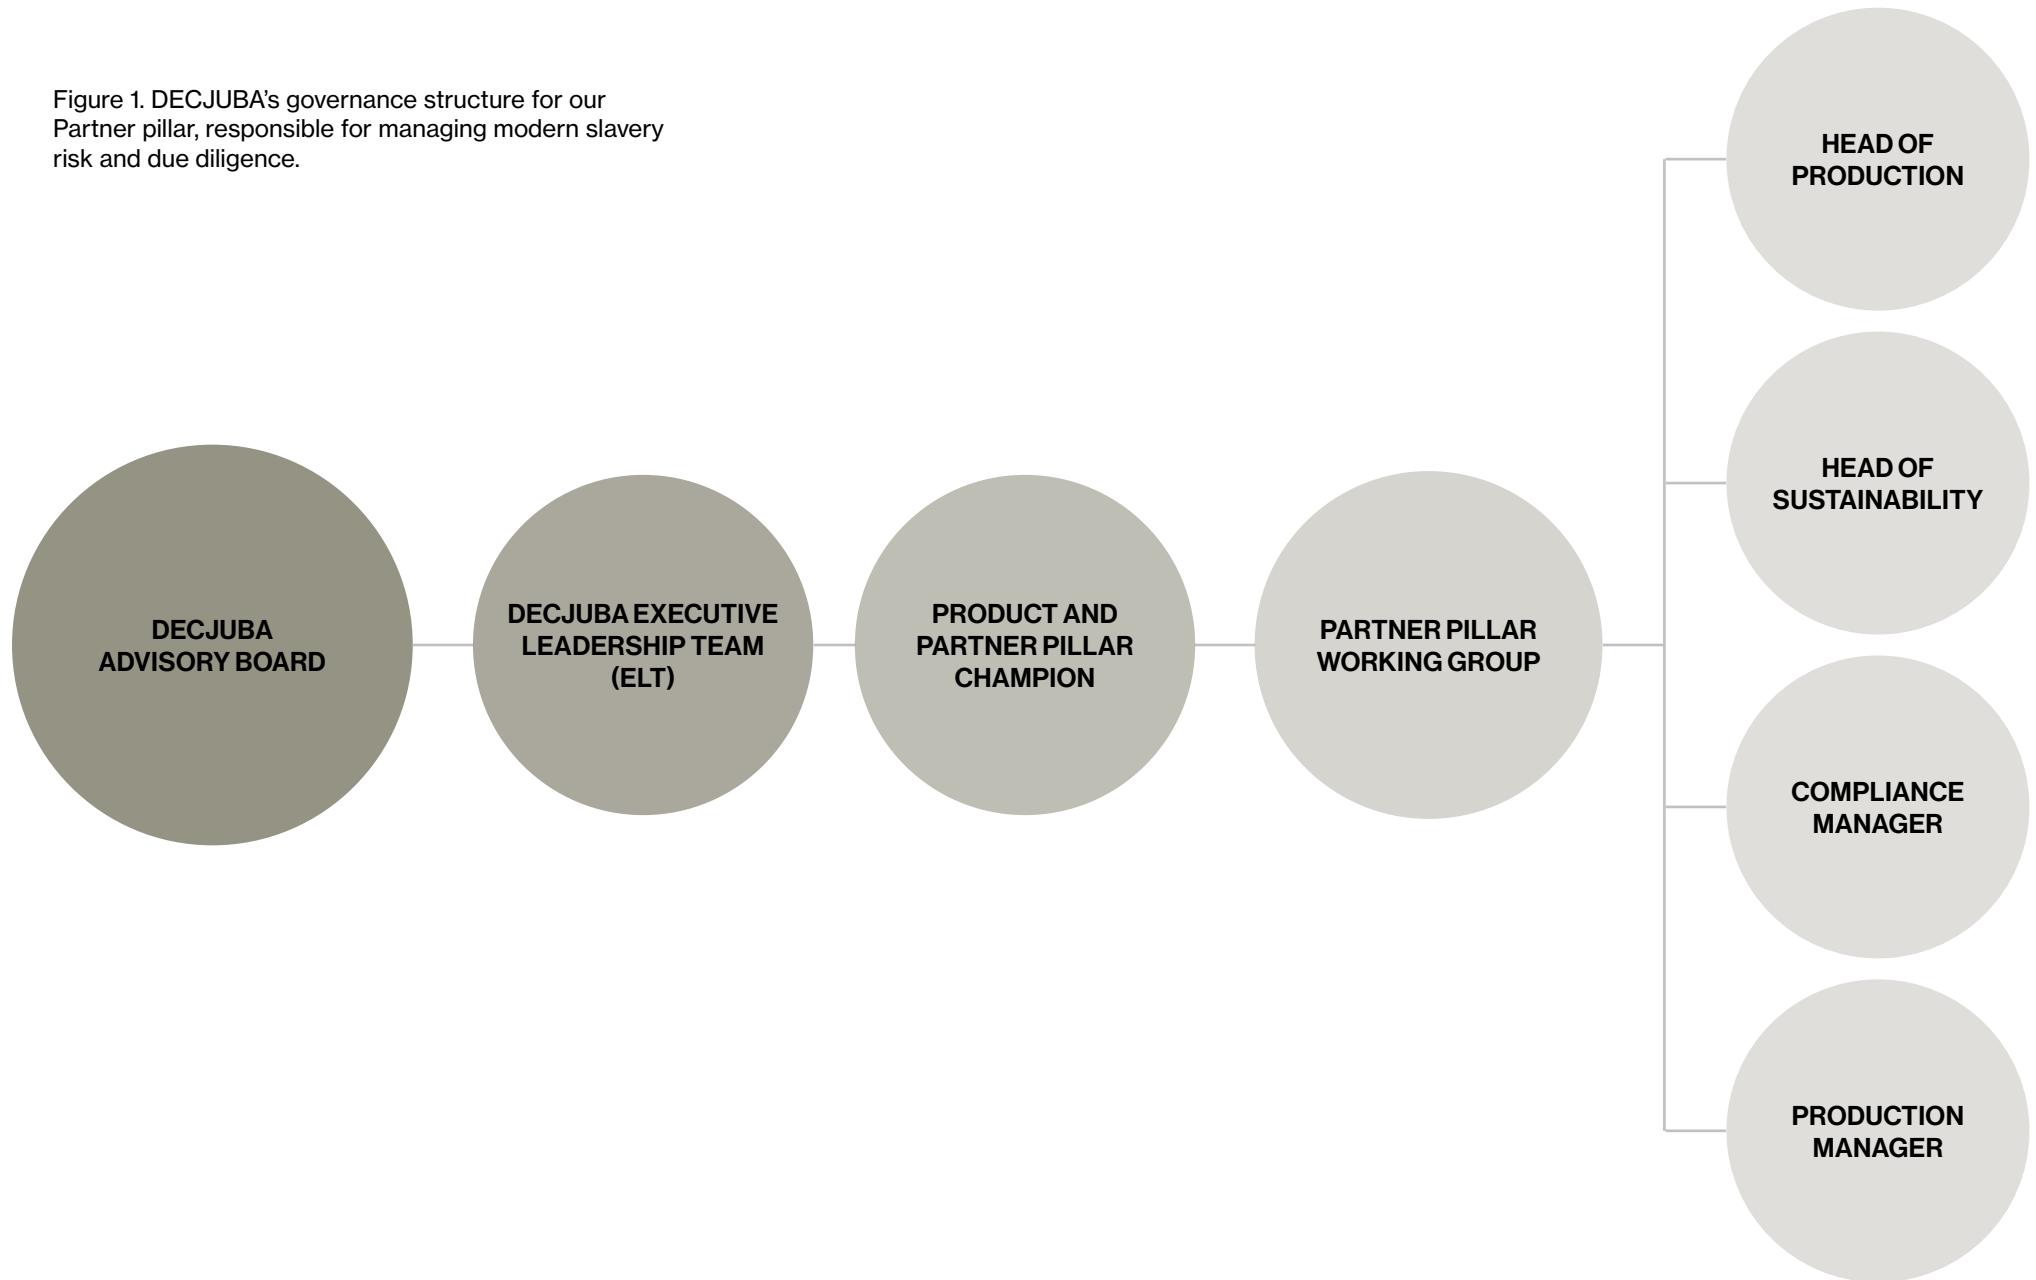 Figure 1. DECJUBA’s governance structure for our
Partner pillar, responsible for managing modern slavery
risk and due diligence.
DECJUBA
ADVISORY BOARD
DECJUBA EXECUTIVE
LEADERSHIP TEAM
(ELT)
PRODUCT AND
PARTNER PILLAR
CHAMPION
PARTNER PILLAR
WORKING GROUP
HEAD OF
PRODUCTION
HEAD OF
SUSTAINABILITY
COMPLIANCE
MANAGER
PRODUCTION
MANAGER